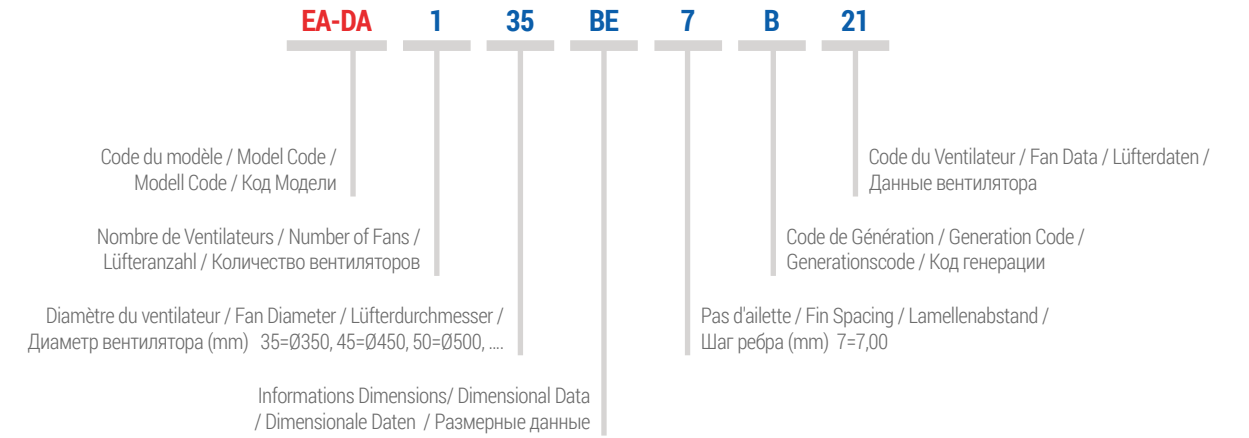 EA-DA 1 35 BE 7 B 21
Code du modèle / Model Code /
Modell Code / Код Модели
Code du Ventilateur / Fan Data / Lüfterdaten /
Данные вентилятора
Nombre de Ventilateurs / Number of Fans /
Lüfteranzahl / Количество вентиляторов
Code de Génération / Generation Code /
Generationscode / Код генерации
Diamètre du ventilateur / Fan Diameter / Lüfterdurchmesser /
Диаметр вентилятора (mm) 35=Ø350, 45=Ø450, 50=Ø500, ....
Pas d'ailette / Fin Spacing / Lamellenabstand /
Шаг ребра (mm) 7=7,00
Informations Dimensions/ Dimensional Data
/ Dimensionale Daten / Размерные данные